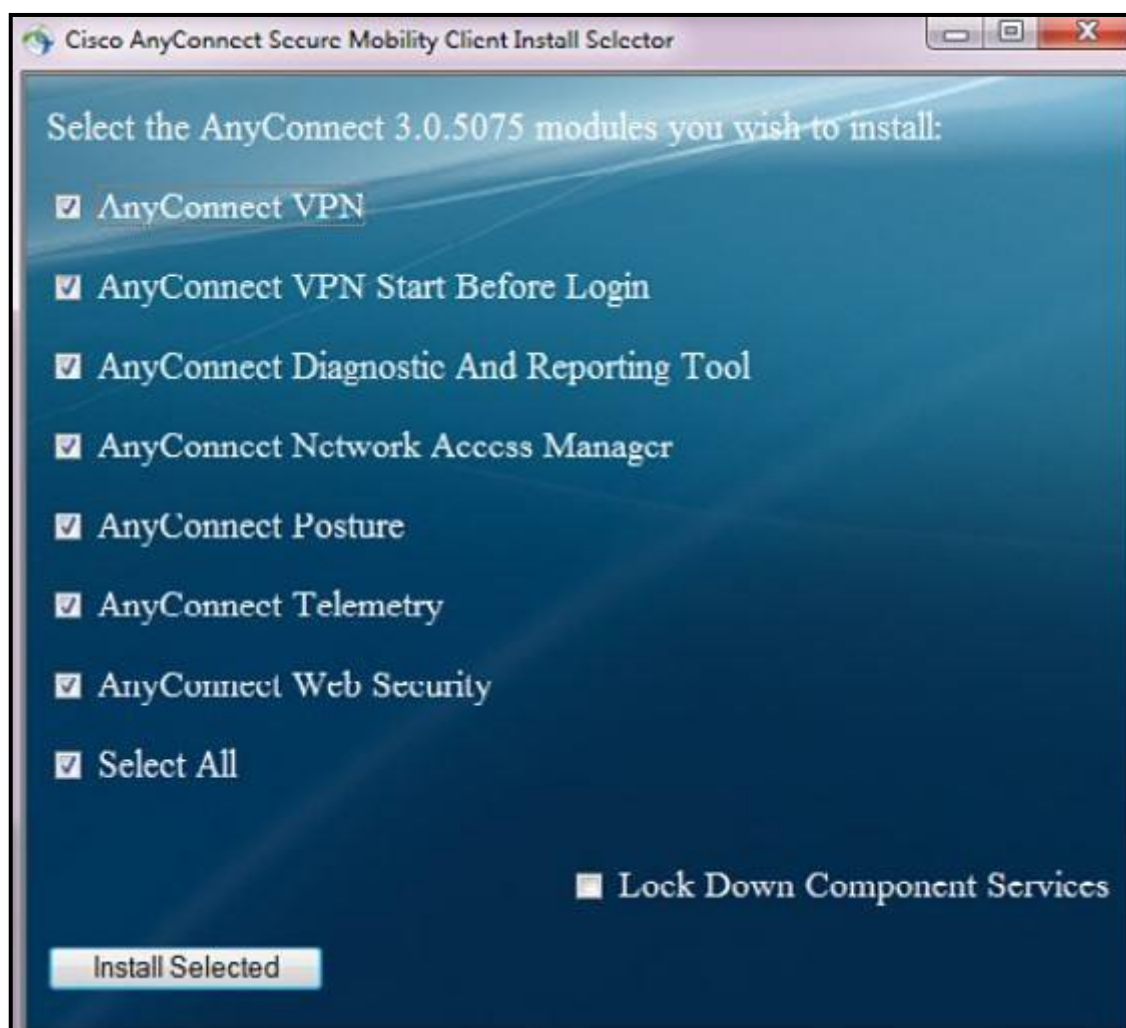 Cisco AnyConnect Secure Mobility Client Install Selector
Select the AnyConnect 3.0.5075 modules you wish to install:
AnyConnect VPN
AnyConnect VPN Start Before Login
AnyConnect Diagnostic And Reporting Tool
AnyConnect Network Access Manager
AnyConnect Posture
AnyConnect Telemetry
AnyConnect Web Security
Select All
Lock Down Component Services
Install Selected